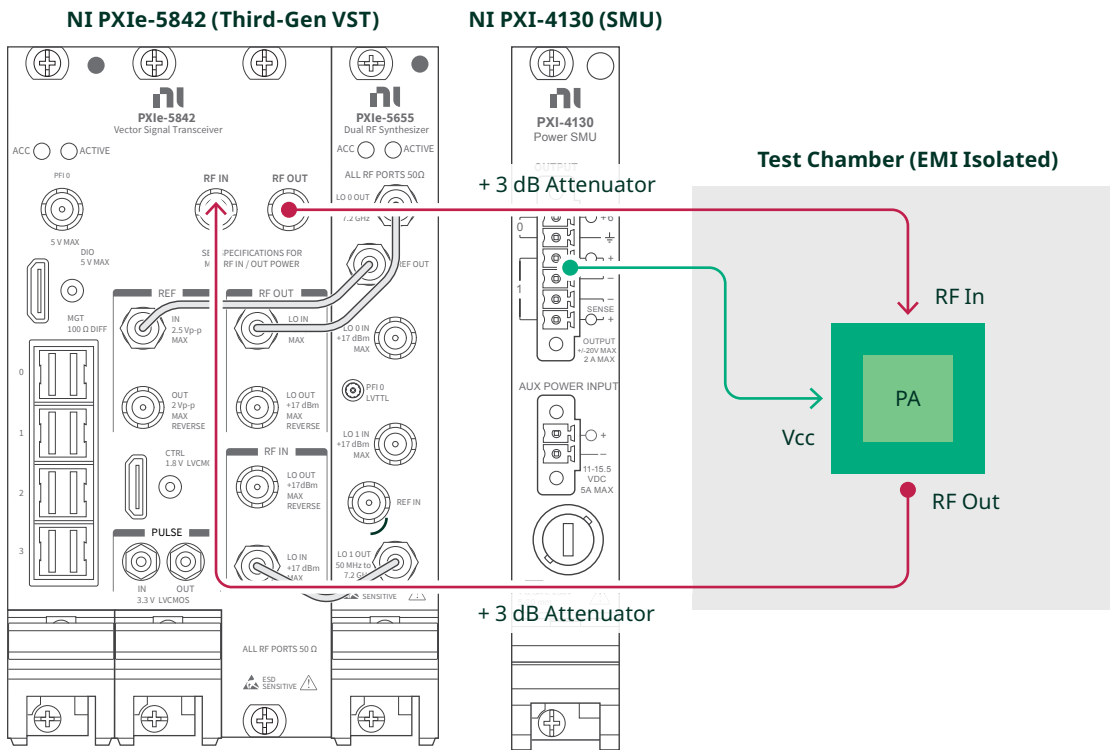 NI PXIe-5842 (Third-Gen VST)
NI PXI-4130 (SMU)
ni
PXIe-5842
Vector Signal Transceiver
ACC
ACTIVE
PFI 0
RF IN
RF OUT
5 V MAX
DIO
5 V MAX
MGT
100 Ω DIFF
REF
IN
2.5 Vp-p
MAX
OUT
2 Vp-p
MAX
REVERSE
CTRL
PULSE
IN
OUT
3.3 V LVCMOS
0
1
2
3
RF OUT
LO IN
MAX
LO OUT
+17 dBm
MAX
REVERSE
RF IN
LO OUT
+17dBm
MAX
REVERSE
LO IN
+17 dBm
MAX
ALL RF PORTS 50 Ω
ESD
SENSITIVE
ni
PXIe-5655
Dual RF Synthesizer
ACC
ACTIVE
ALL RF PORTS 50Ω
LO 0 OUT
7.2 GHz
REF OUT
LO 0 IN
+17 dBm
MAX
PFI 0
LVTTL
LO 1 IN
+17 dBm
MAX
REF IN
LO 1 OUT
50 MHz to
SENSITIVE
ni
PXI-4130
Power SMU
OUTPUT
0
1
SENSE
OUTPUT
+/-20V MAX
2 A MAX
AUX POWER INPUT
11-15.5
VDC
5A MAX
+ 3 dB Attenuator
Test Chamber (EMI Isolated)
RF In
PA
Vcc
RF Out
+ 3 dB Attenuator